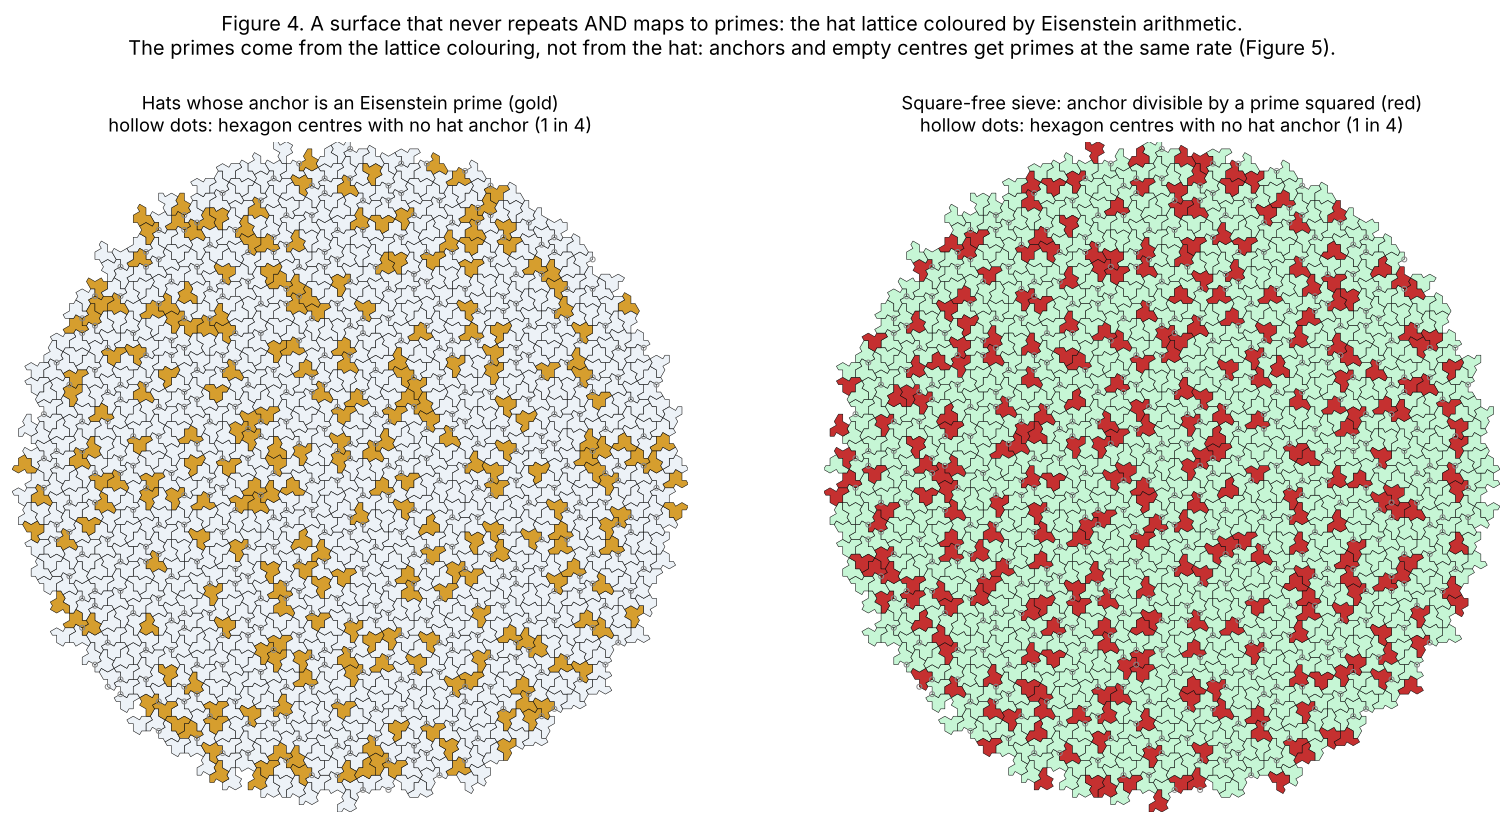 Figure 4. A surface that never repeats AND maps to primes: the hat lattice coloured by Eisenstein arithmetic.
The primes come from the lattice colouring, not from the hat: anchors and empty centres get primes at the same rate (Figure 5).
Hats whose anchor is an Eisenstein prime (gold)
hollow dots: hexagon centres with no hat anchor (1 in 4)
Square-free sieve: anchor divisible by a prime squared (red)
hollow dots: hexagon centres with no hat anchor (1 in 4)